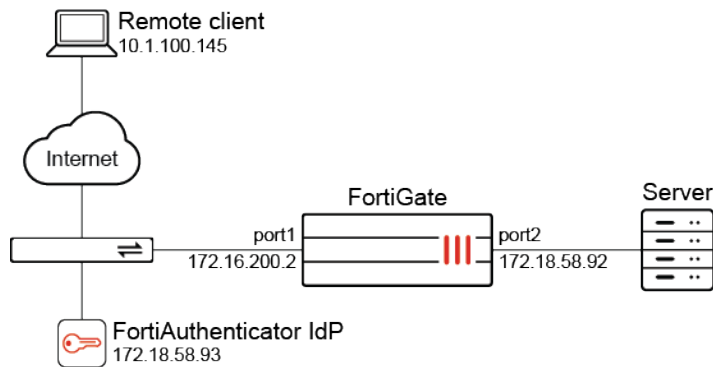 Remote client
10.1.100.145
Internet
FortiGate
Server
port1
port2
172.16.200.2
172.18.58.92
FortiAuthenticator IdP
172.18.58.93